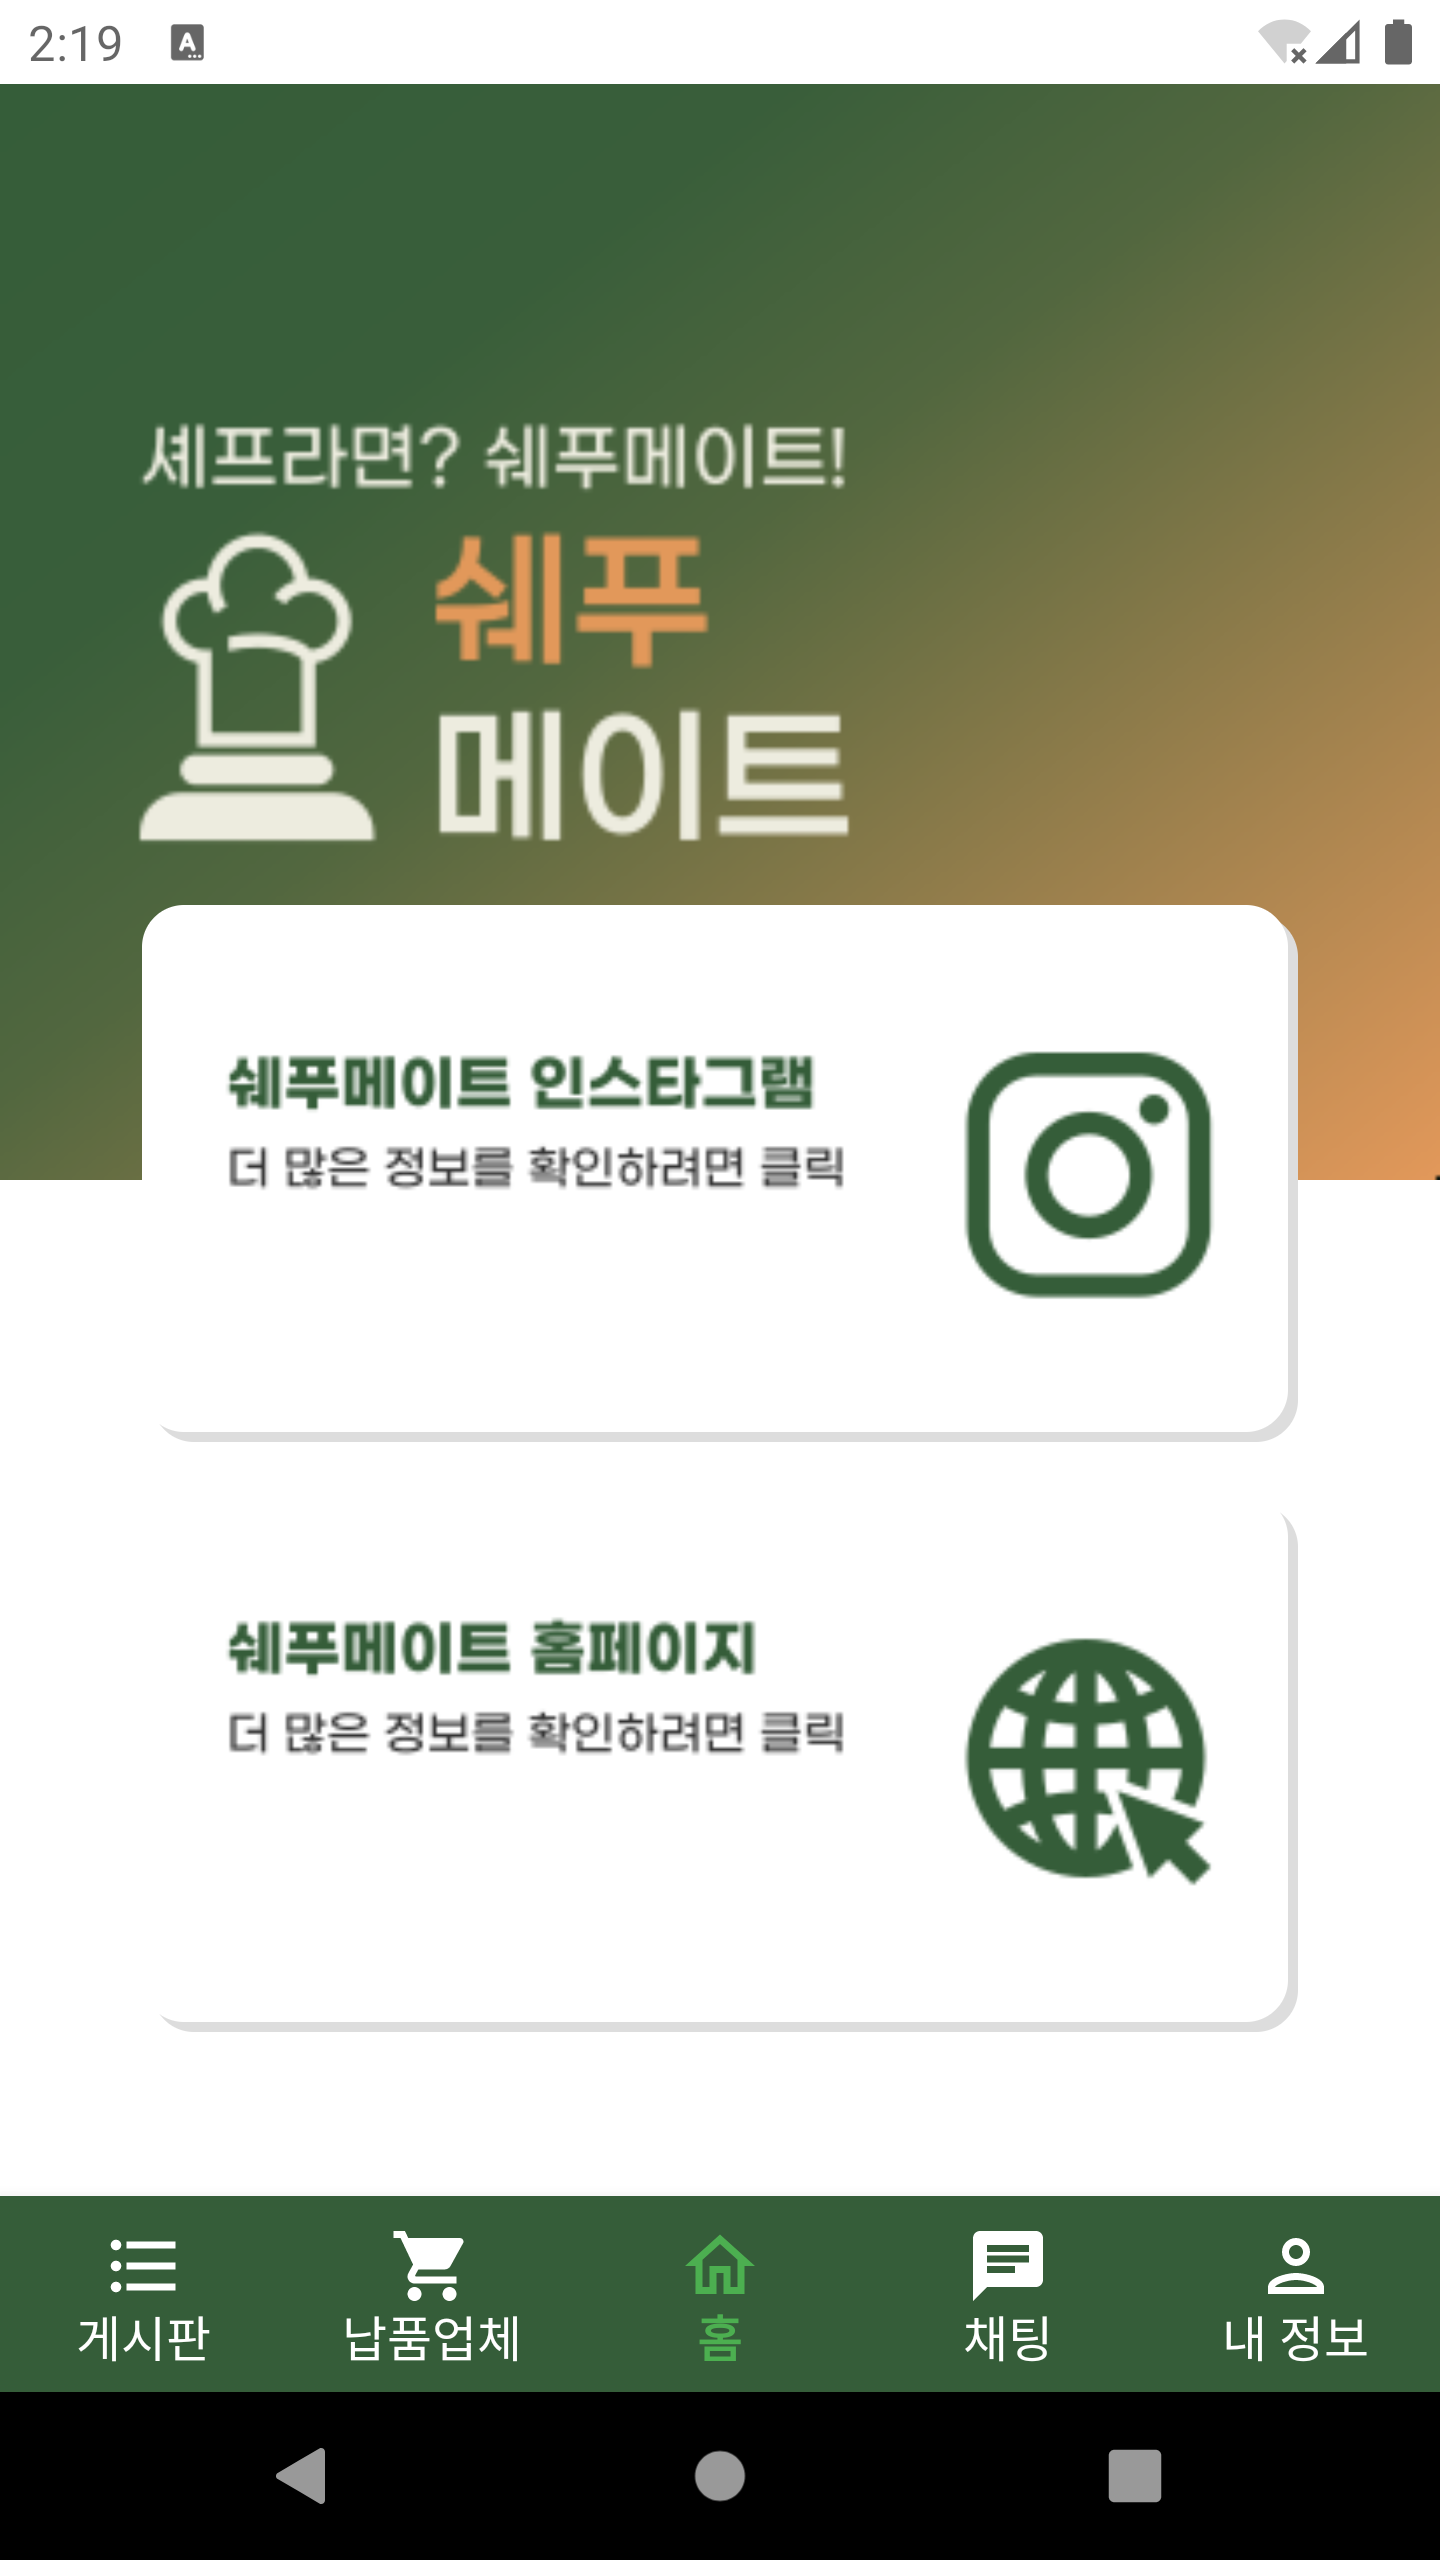 2:19
A
셰프라면? 쉐푸메이트!
쉐푸
메이트
쉐푸메이트 인스타그램
더 많은 정보를 확인하려면 클릭
쉐푸메이트 홈페이지
더 많은 정보를 확인하려면 클릭
게시판
납품업체
홈
채팅
내 정보